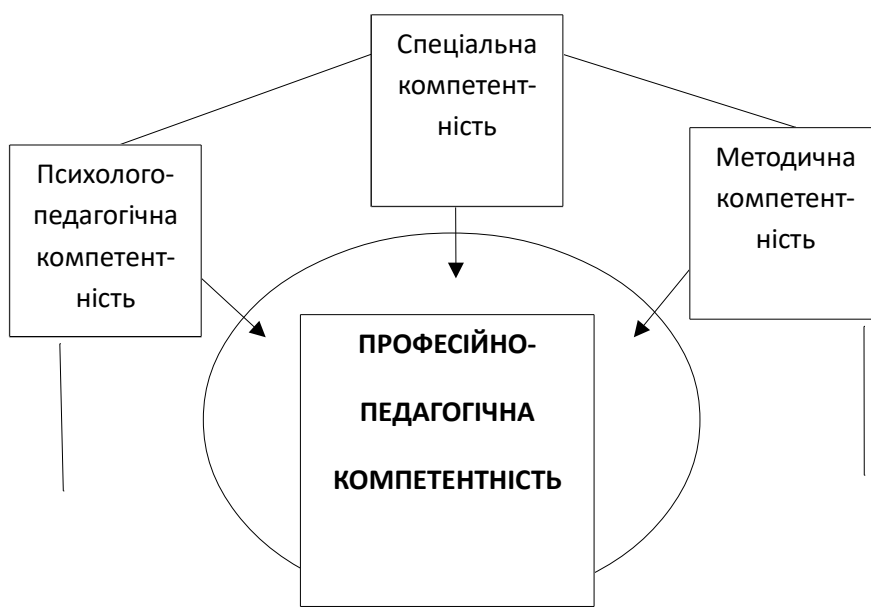 Спеціальна
компетент-
ність
Психолого-
педагогічна
компетент-
ність
Методична
компетент-
ність
ПРОФЕСІЙНО-
ПЕДАГОГІЧНА
КОМПЕТЕНТНІСТЬ